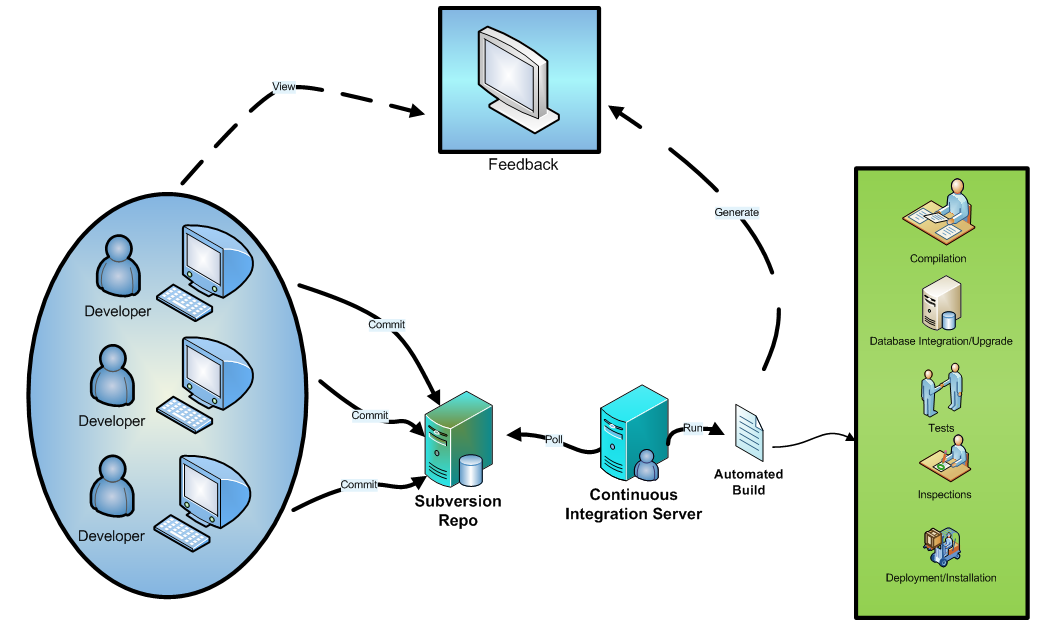 View
Feedback
Generate
Developer
Commit
Developer
Commit
Developer
Commit
Subversion
Repo
Poll
Continuous
Integration Server
Run
Automated
Build
Compilation
Database Integration/Upgrade
Tests
Inspections
Deployment/Installation